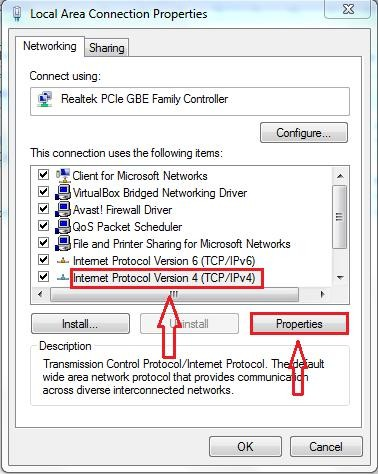 Local Area Connection Properties
Networking
Sharing
Connect using:
Realtek PCIe GBE Family Controller
Configure...
This connection uses the following items:
Client for Microsoft Networks
VirtualBox Bridged Networking Driver
Avast! Firewall Driver
QoS Packet Scheduler
File and Printer Sharing for Microsoft Networks
Internet Protocol Version 6 (TCP/IPv6)
Internet Protocol Version 4 (TCP/IPv4)
Install...
Uninstall
Properties
Description
Transmission Control Protocol/Internet Protocol. The default
wide area network protocol that provides communication
across diverse interconnected networks.
OK
Cancel